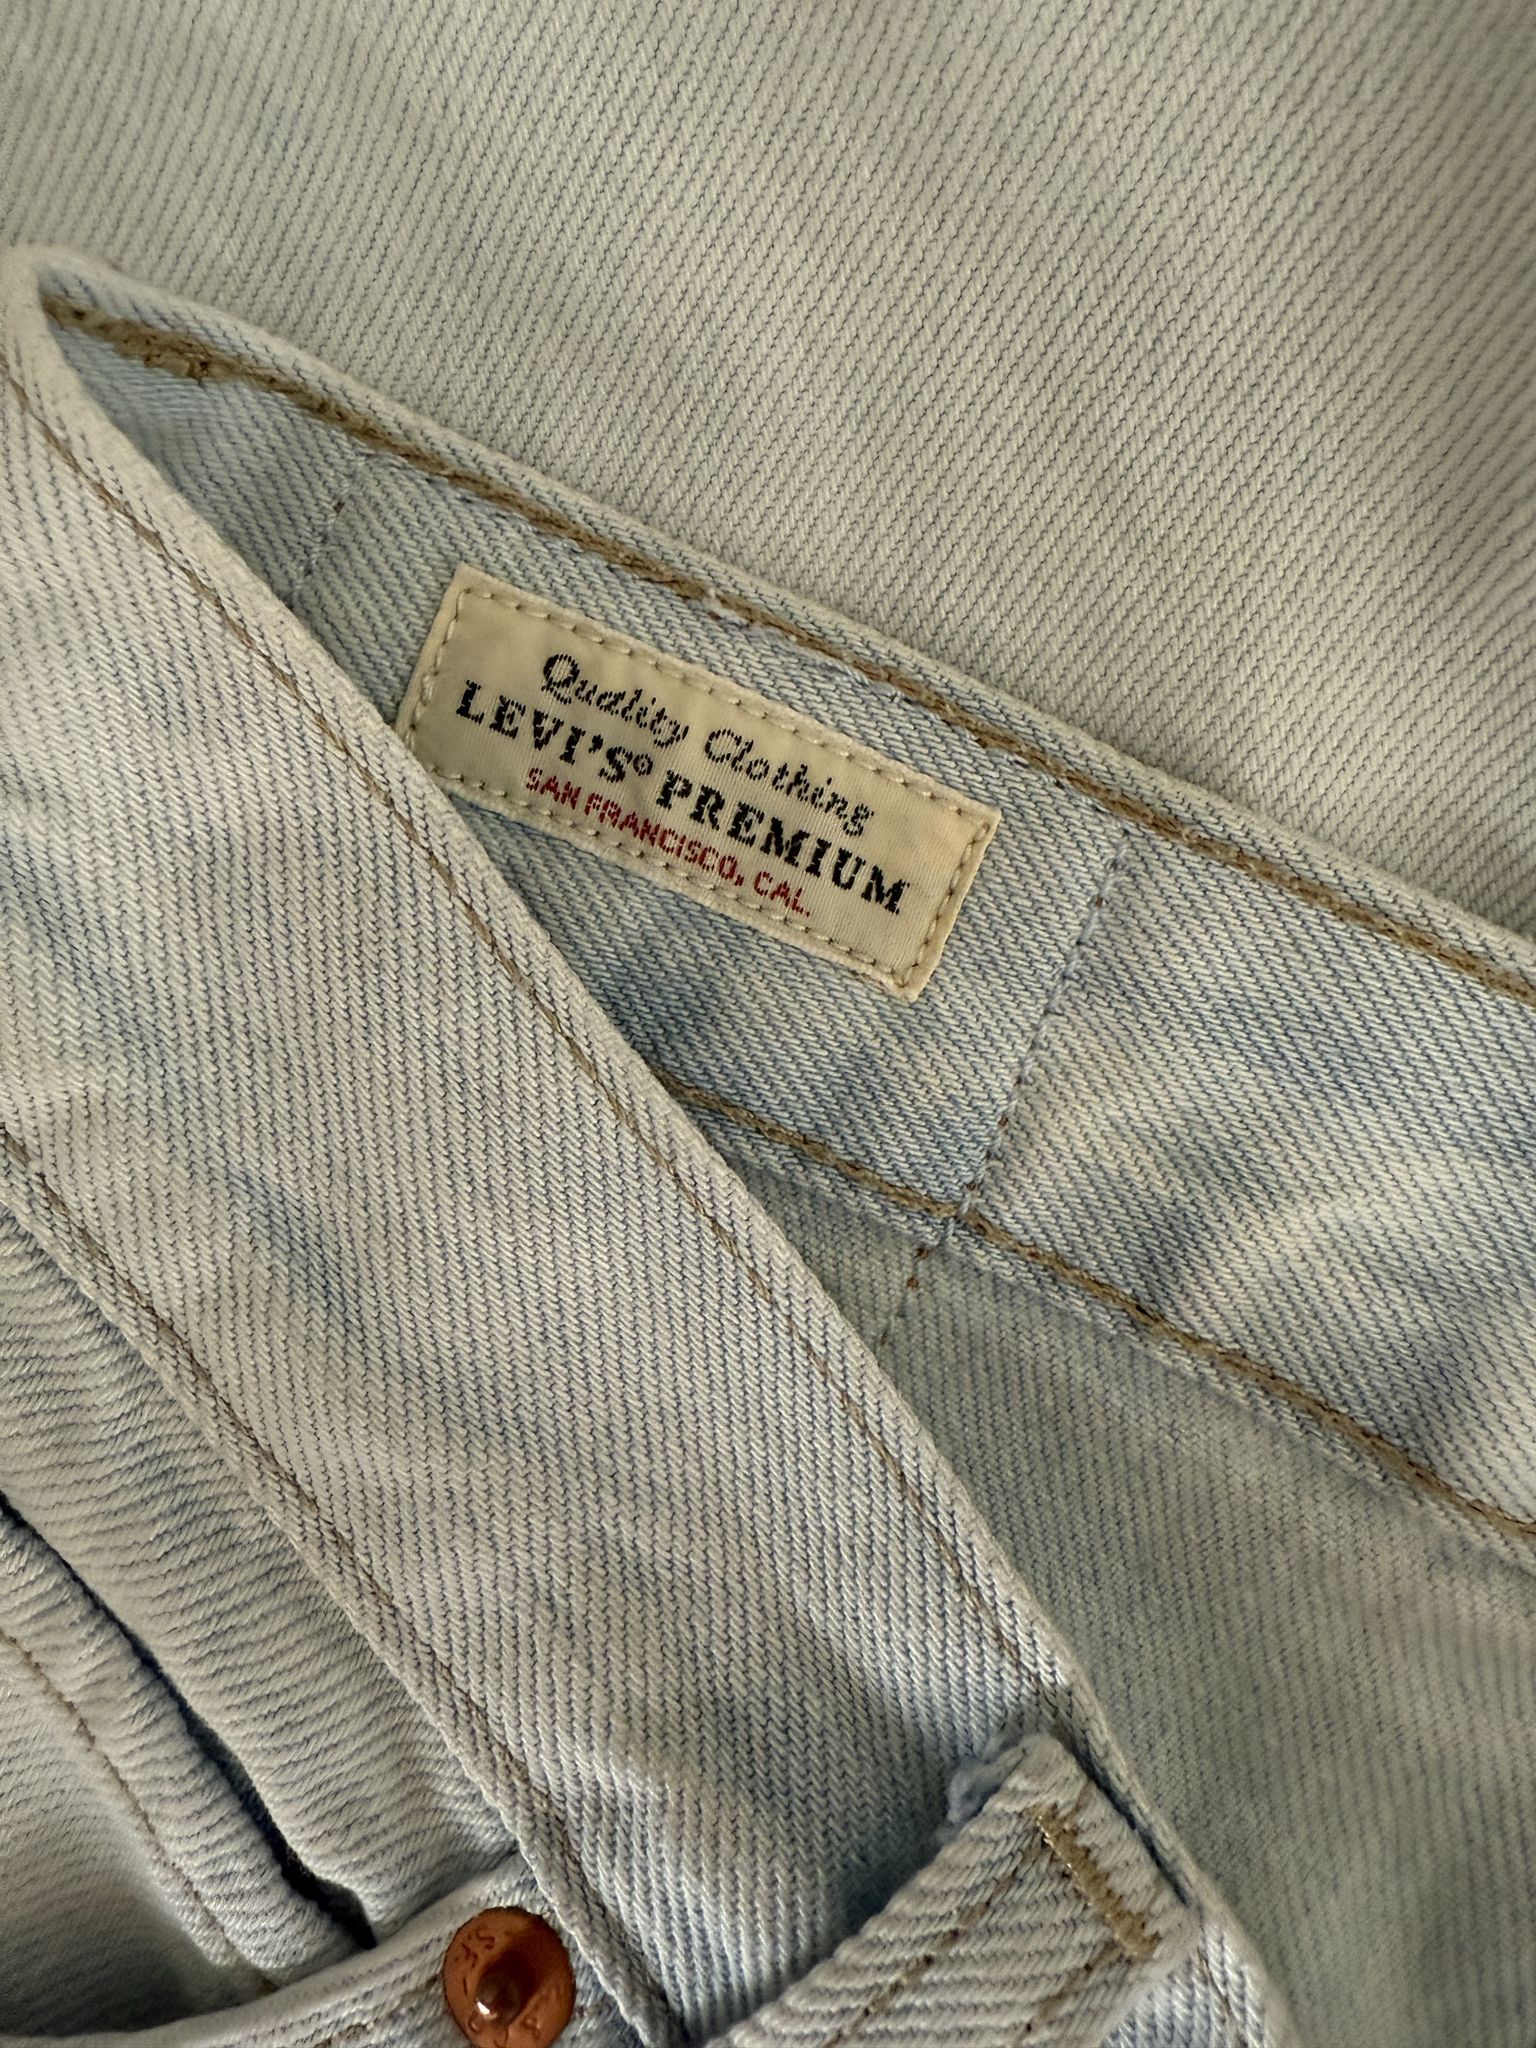 Quality Clothing
LEVI'S® PREMIUM
SAN FRANCISCO, CAL.
S.F.